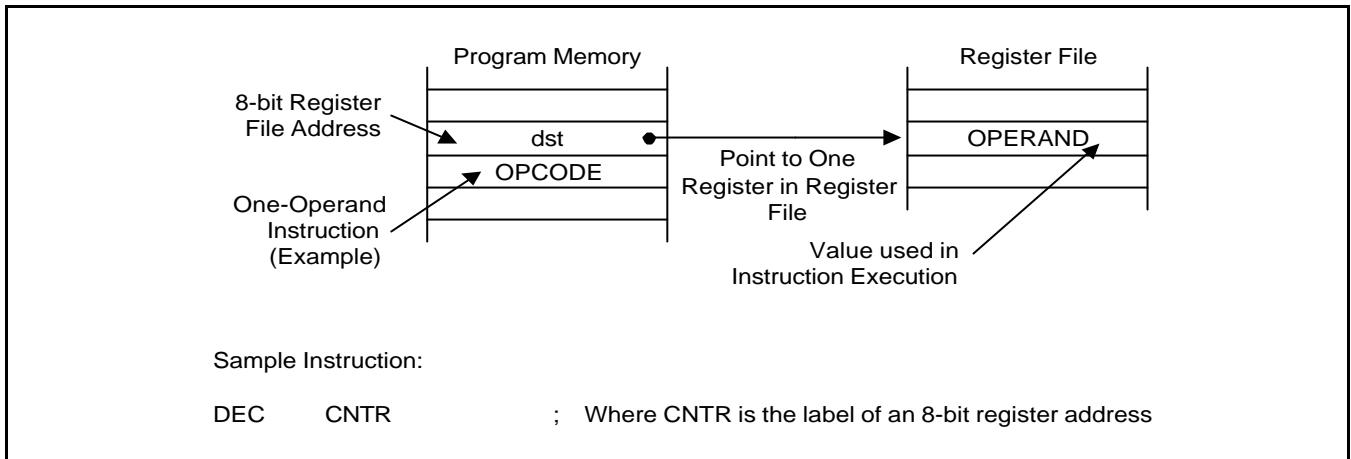 Program Memory
Register File
8-bit Register
File Address
dst
OPERAND
OPCODE
Point to One
Register in Register
File
One-Operand
Instruction
(Example)
Value used in
Instruction Execution
Sample Instruction:
DEC CNTR ; Where CNTR is the label of an 8-bit register address